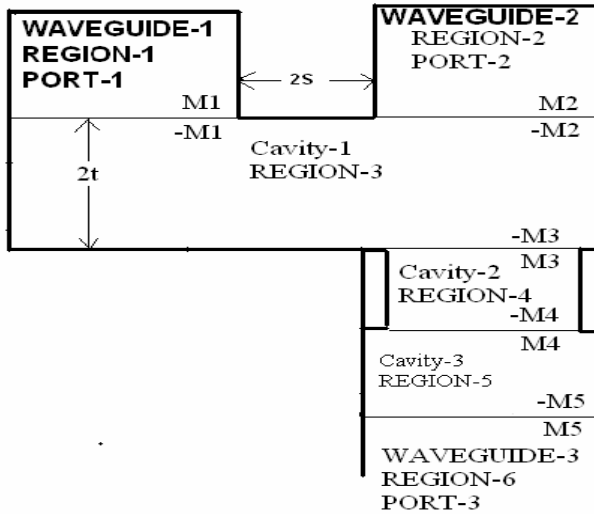 WAVEGUIDE-1
REGION-1
PORT-1
WAVEGUIDE-2
REGION-2
PORT-2
2S
M1
M2
-M1
-M2
Cavity-1
REGION-3
2t
-M3
M3
Cavity-2
REGION-4
-M4
M4
Cavity-3
REGION-5
-M5
M5
WAVEGUIDE-3
REGION-6
PORT-3